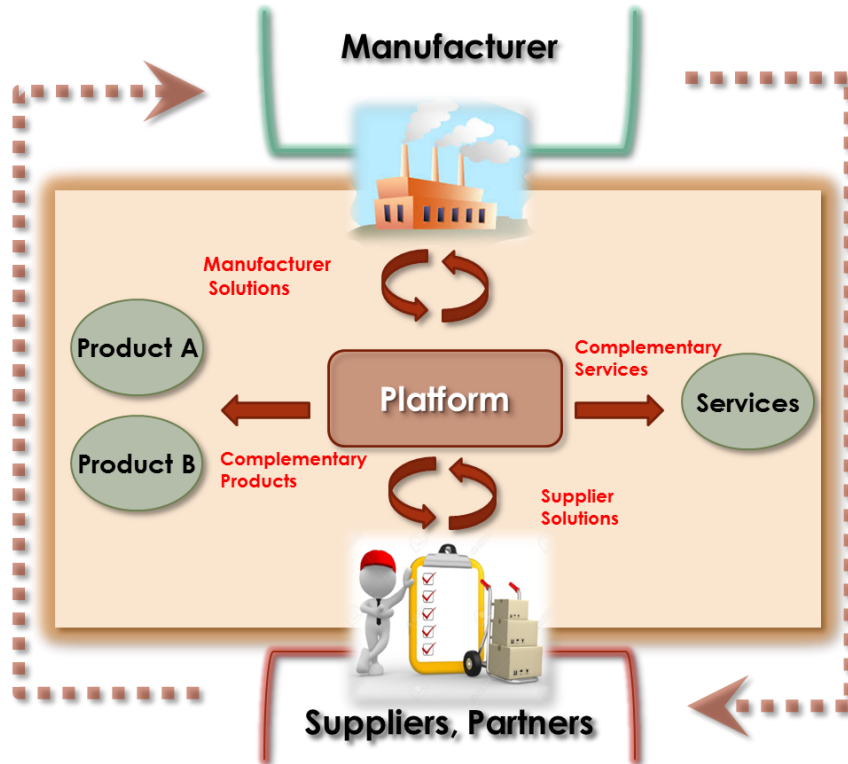 Manufacturer
Manufacturer
Solutions
Product A
Product B
Platform
Complementary
Services
Services
Complementary
Products
Supplier
Solutions
Suppliers, Partners